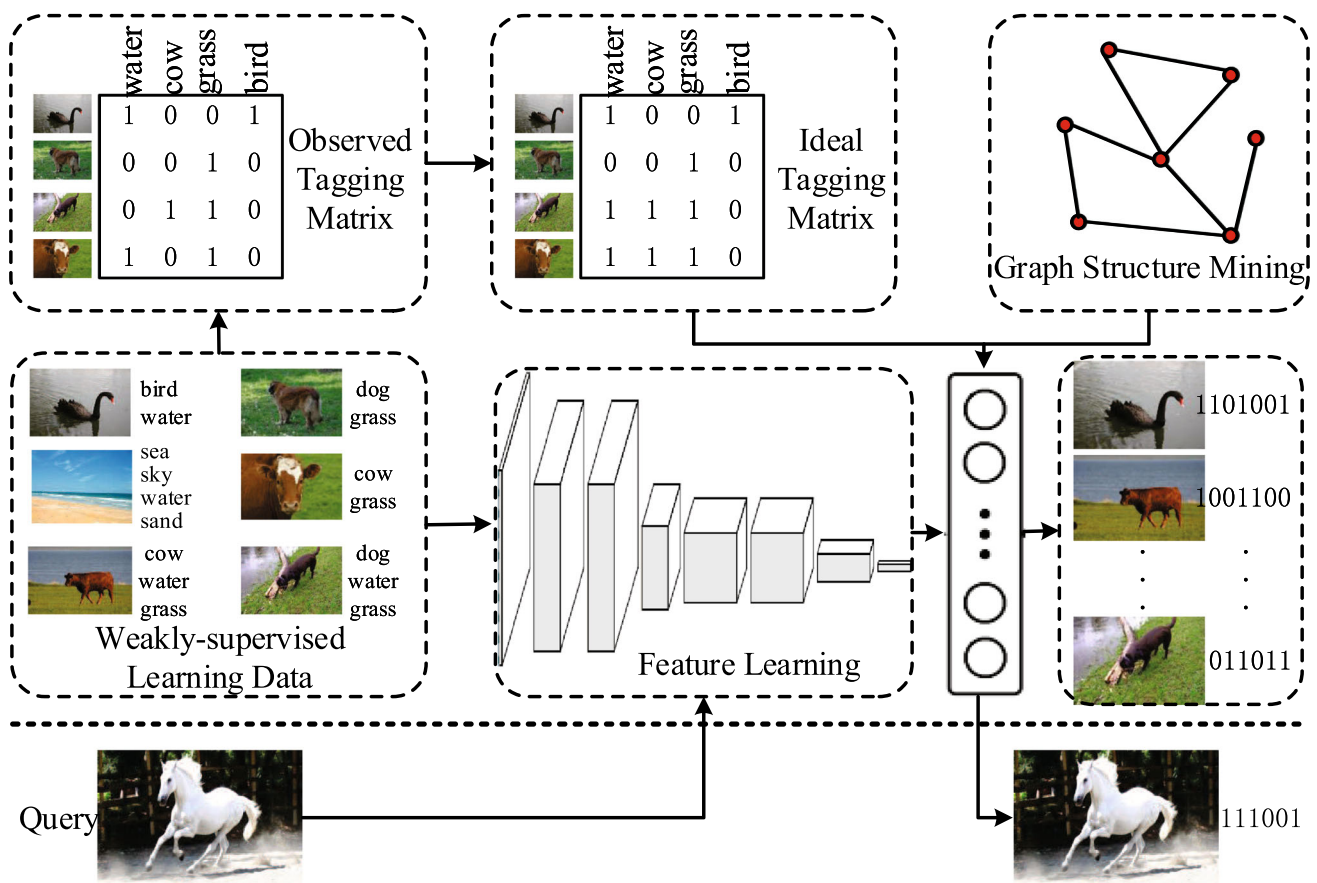 water cow grass bird
1 0 0 1
0 0 1 0
0 1 1 0
1 0 1 0
Observed
Tagging
Matrix
water cow grass bird
1 0 0 1
0 0 1 0
1 1 1 0
1 1 1 0
Ideal
Tagging
Matrix
Graph Structure Mining
bird
water
dog
grass
sea
sky
water
sand
cow
grass
cow
water
grass
dog
water
grass
Weakly-supervised
Learning Data
Feature Learning
1101001
1001100
011011
Query
111001